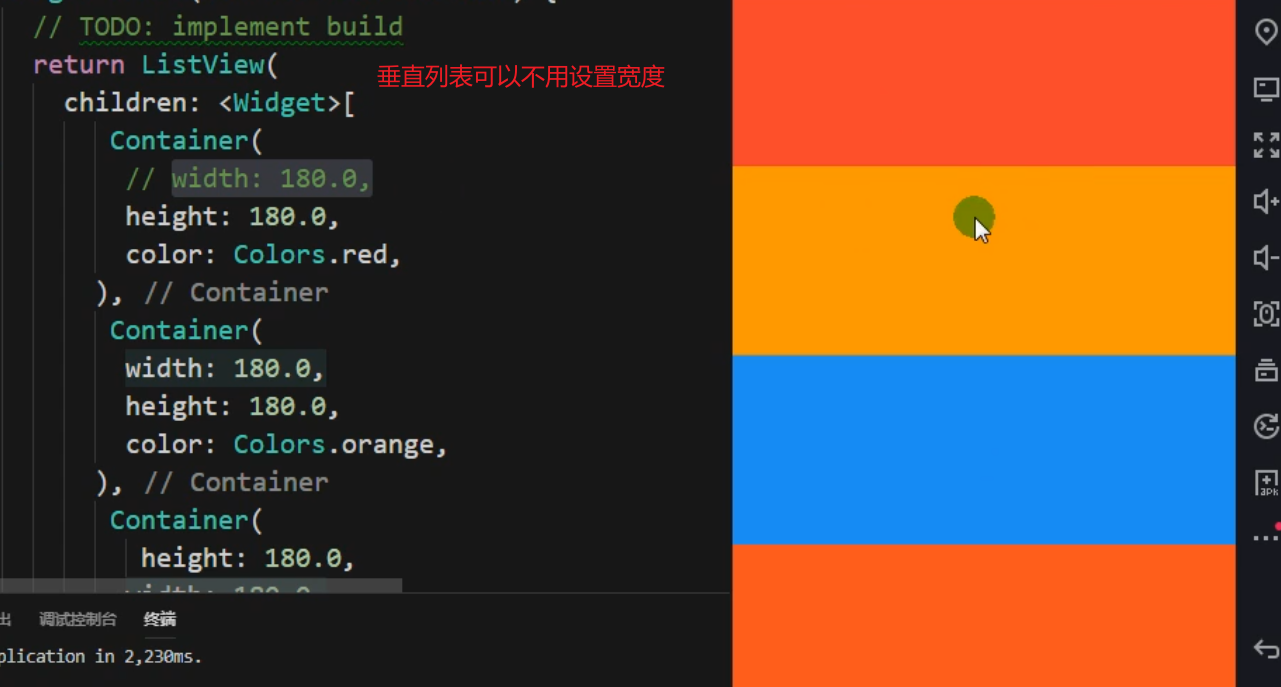 // TODO: implement build
return ListView(
垂直列表可以不用设置宽度
children: <Widget>[
Container(
// width: 180.0,
height: 180.0,
color: Colors.red,
), // Container
Container(
width: 180.0,
height: 180.0,
color: Colors.orange,
), // Container
Container(
height: 180.0,
出 调试控制台 终端
plication in 2,230ms.